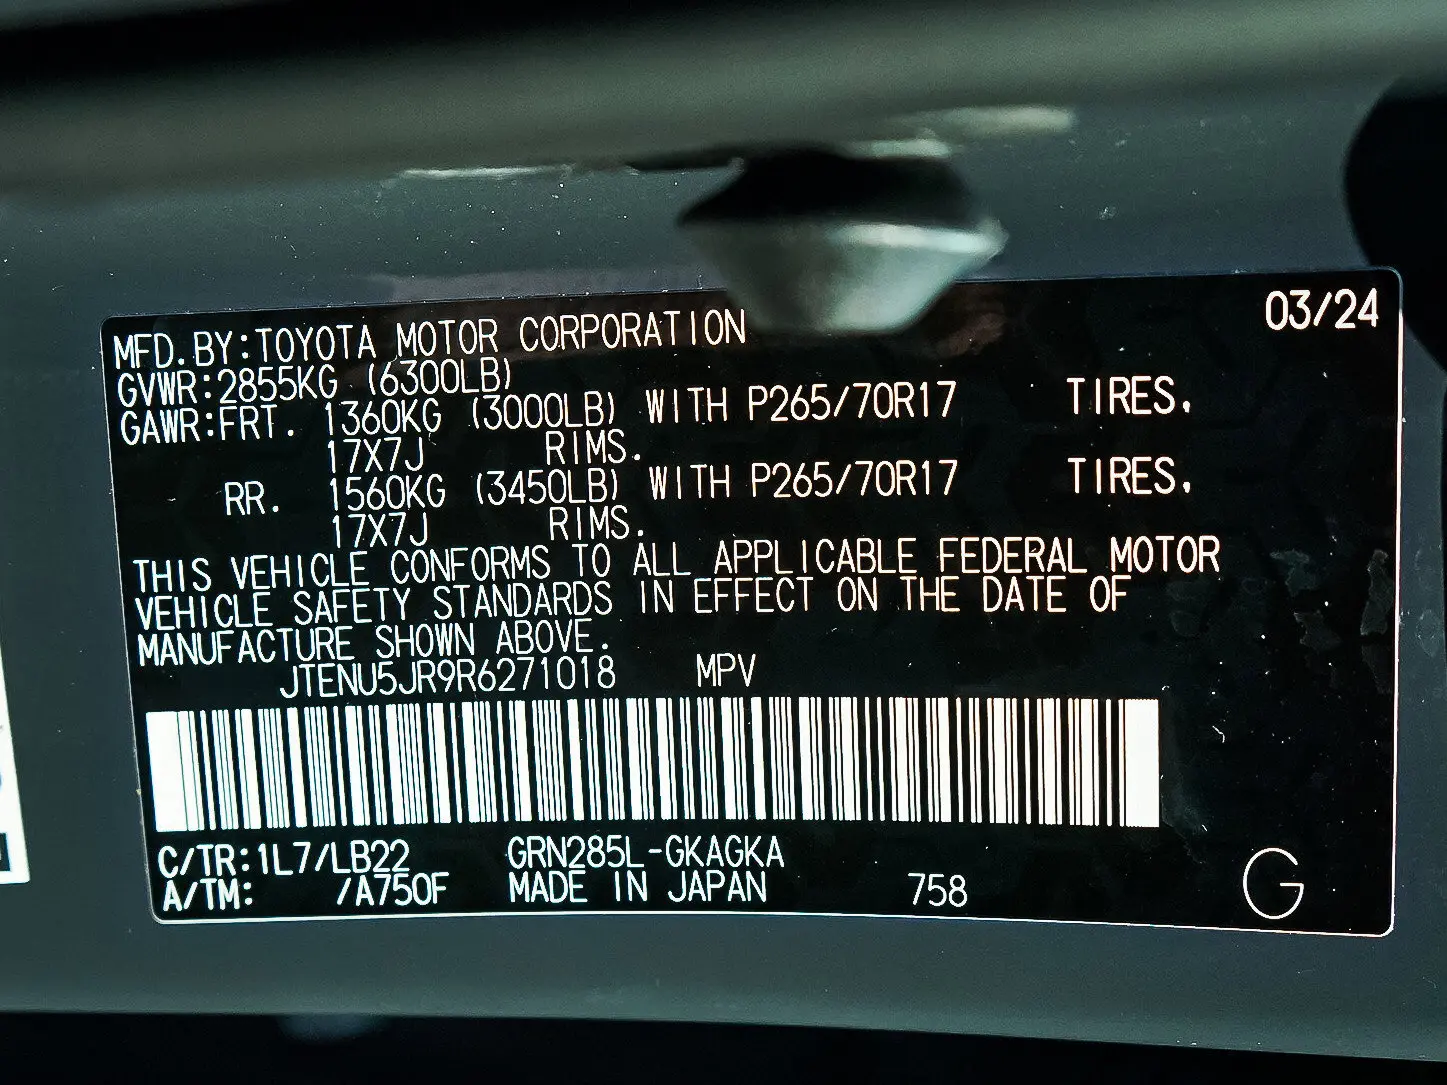 03/24
MFD. BY:TOYOTA MOTOR CORPORATION
GVWR:2855KG (6300LB)
GAWR:FRT. 1360KG (3000LB) WITH P265/70R17 TIRES.
17X7J RIMS.
RR. 1560KG (3450LB) WITH P265/70R17 TIRES.
17X7J RIMS.
THIS VEHICLE CONFORMS TO ALL APPLICABLE FEDERAL MOTOR
VEHICLE SAFETY STANDARDS IN EFFECT ON THE DATE OF
MANUFACTURE SHOWN ABOVE.
JTENU5JR9R6271018 MPV
C/TR:1L7/LB22 GRN285L-GKAGKA
A/TM: /A750F MADE IN JAPAN 758 G